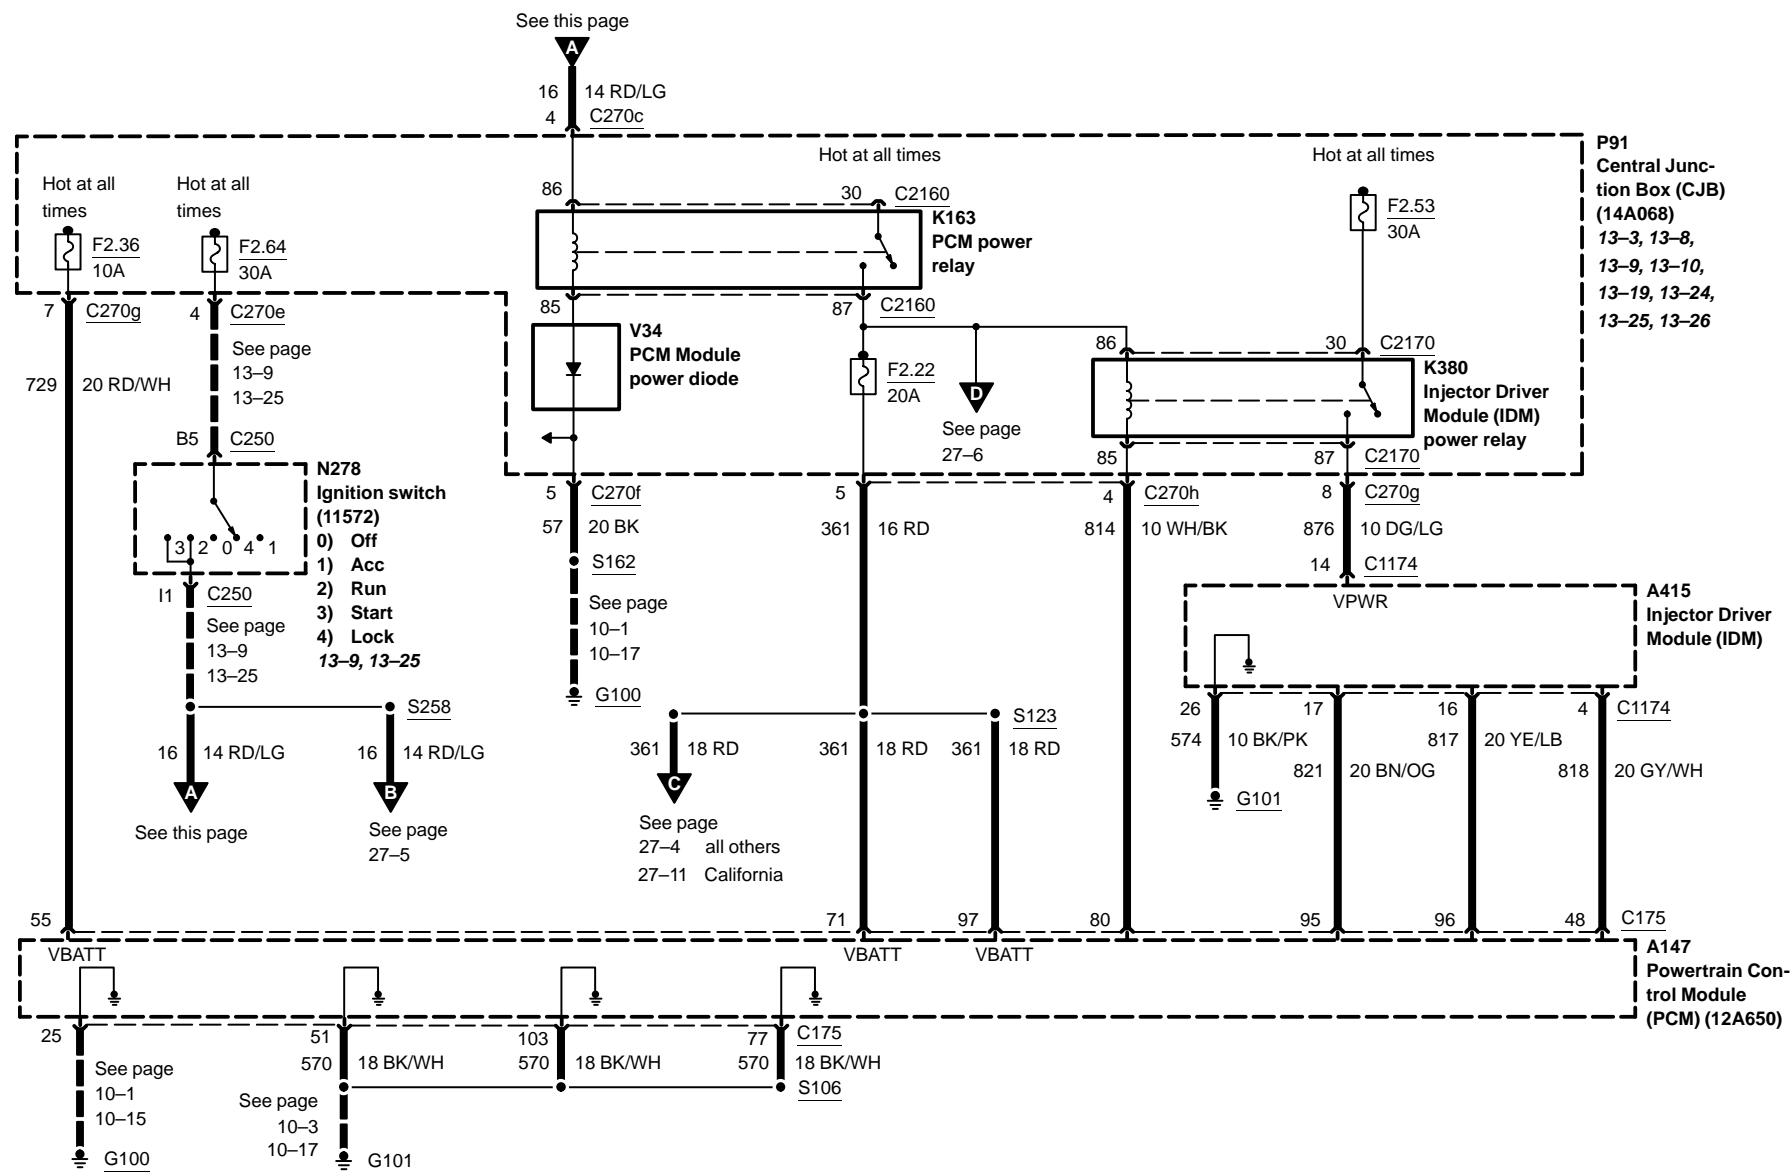 See this page
A
16 14 RD/LG
4 C270c
Hot at all times
Hot at all times
P91
Central Junc-
tion Box (CJB)
(14A068)
13–3, 13–8,
13–9, 13–10,
13–19, 13–24,
13–25, 13–26
Hot at all
times
F2.36
10A
Hot at all
times
F2.64
30A
86
30 C2160
K163
PCM power
relay
F2.53
30A
7 C270g
4 C270e
85
87 C2160
V34
PCM Module
power diode
F2.22
20A
D
See page
27–6
86
30 C2170
K380
Injector Driver
Module (IDM)
power relay
85
87 C2170
See page
13–9
13–25
729 20 RD/WH
B5 C250
N278
Ignition switch
(11572)
0) Off
1) Acc
2) Run
3) Start
4) Lock
13–9, 13–25
3 2 0 4 1
I1 C250
See page
13–9
13–25
S258
16 14 RD/LG
16 14 RD/LG
A
B
See this page
See page
27–5
5 C270f
57 20 BK
S162
See page
10–1
10–17
G100
5
361 16 RD
4 C270h
814 10 WH/BK
8 C270g
876 10 DG/LG
14 C1174
VPWR
A415
Injector Driver
Module (IDM)
S123
361 18 RD
361 18 RD
361 18 RD
C
See page
27–4 all others
27–11 California
26
17
16
4 C1174
574 10 BK/PK
817 20 YE/LB
821 20 BN/OG
818 20 GY/WH
G101
55
71
97
80
95
96
48 C175
VBATT
VBATT
VBATT
A147
Powertrain Con-
trol Module
(PCM) (12A650)
25
51
103
77 C175
570 18 BK/WH
570 18 BK/WH
570 18 BK/WH
S106
See page
10–1
10–15
G100
See page
10–3
10–17
G101